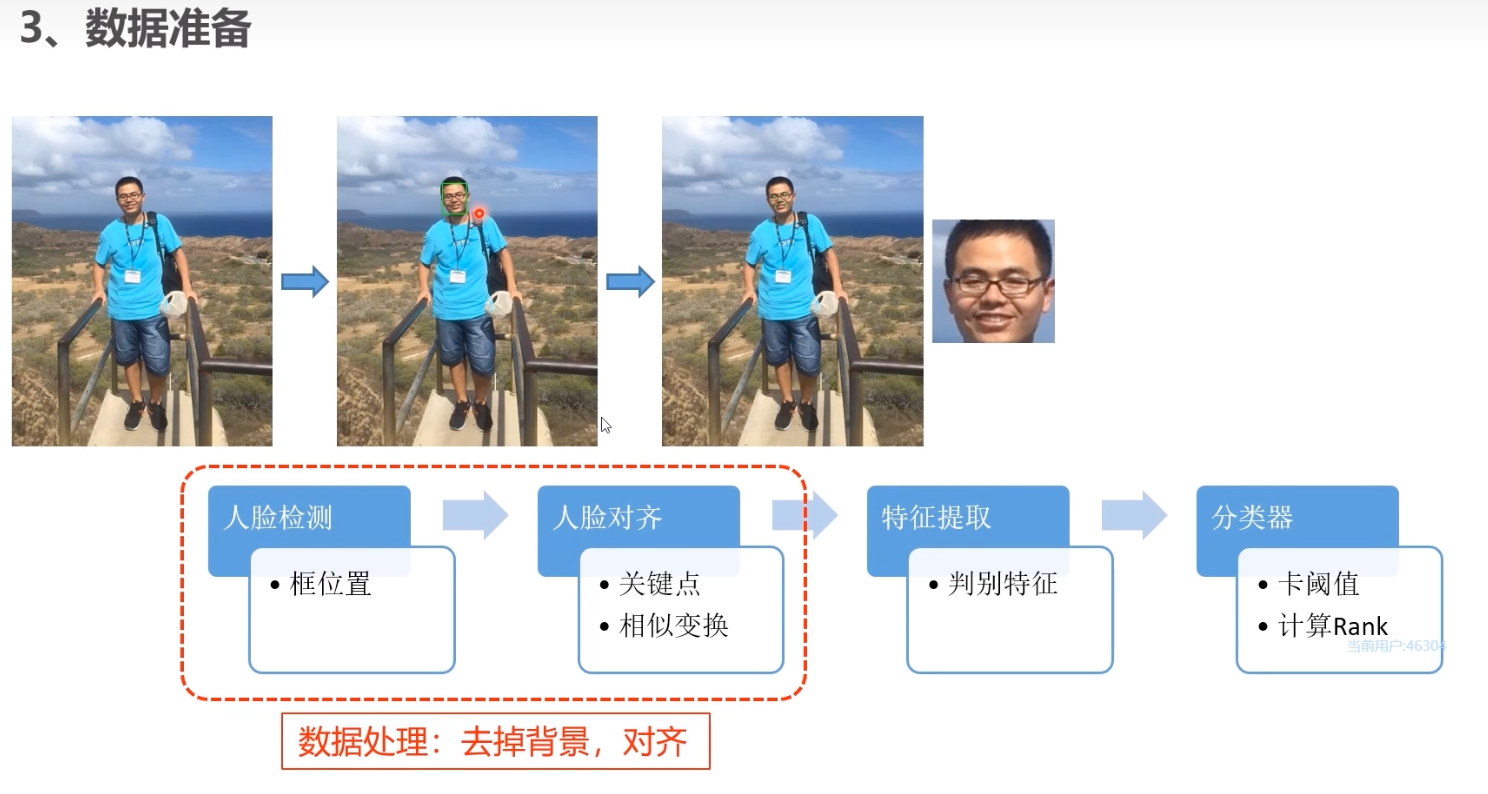 3、数据准备
人脸检测
• 框位置
人脸对齐
• 关键点
• 相似变换
特征提取
• 判别特征
分类器
• 卡阈值
• 计算Rank
当前用户:46304
数据处理：去掉背景，对齐